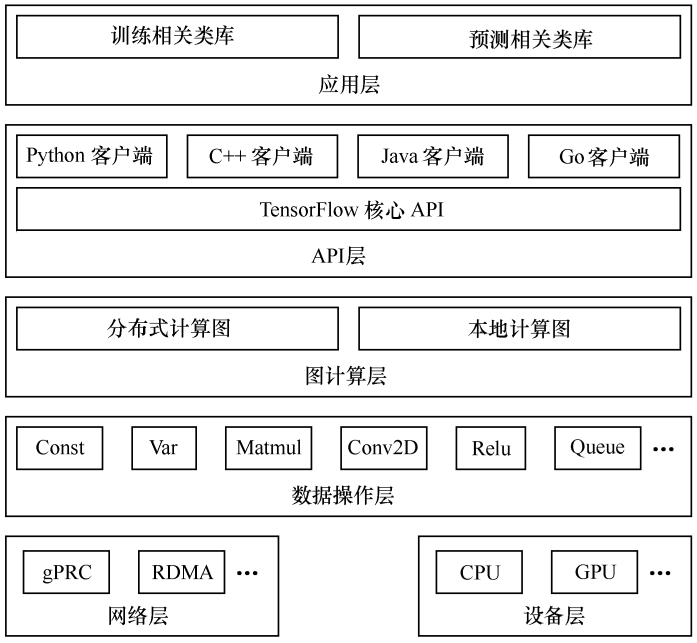 训练相关类库 预测相关类库
应用层
Python 客户端 C++ 客户端 Java 客户端 Go 客户端
TensorFlow 核心 API
API层
分布式计算图 本地计算图
图计算层
Const Var Matmul Conv2D Relu Queue •••
数据操作层
gPRC RDMA ••• CPU GPU •••
网络层 设备层